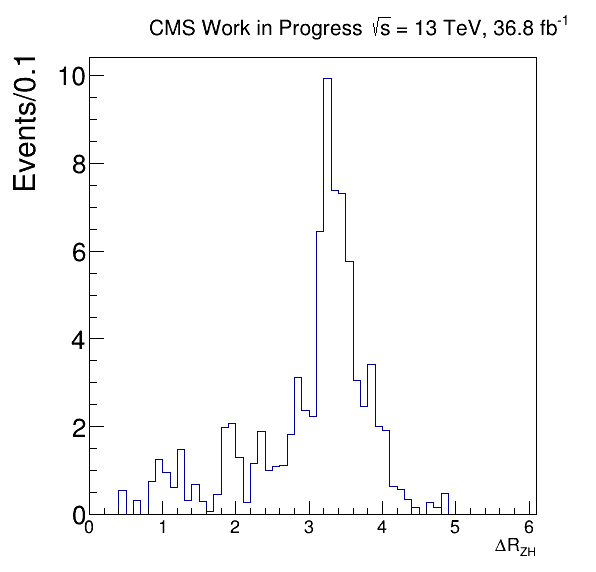 CMS Work in Progress √s = 13 TeV, 36.8 fb⁻¹
Events/0.1
10
8
6
4
2
0
0 1 2 3 4 5 6
ΔR_ZH